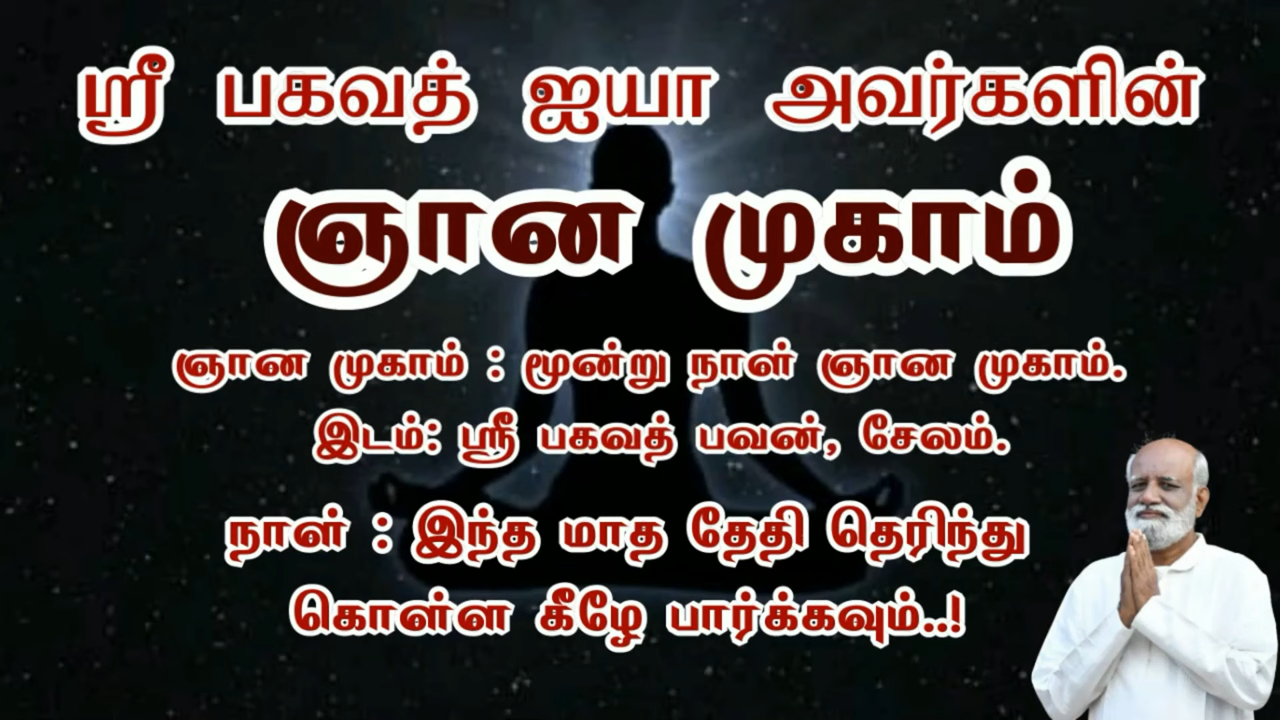 ஸ்ரீ பகவத் ஐயா அவர்களின்
ஞான முகாம்
ஞான முகாம் : மூன்று நாள் ஞான முகாம்.
இடம்: ஸ்ரீ பகவத் பவன், சேலம்.
நாள் : இந்த மாத தேதி தெரிந்து
கொள்ள கீழே பார்க்கவும்..!